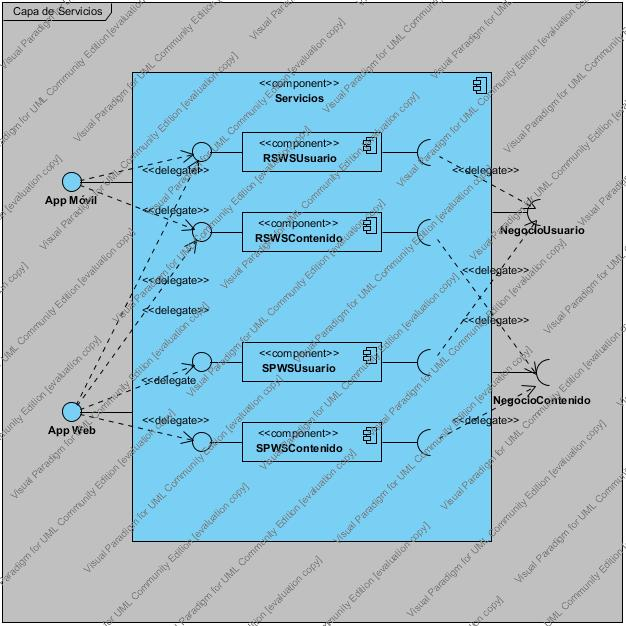 Capa de Servicios
<<component>>
Servicios
<<component>>
RSWSUsuario
<<delegate>>
<<delegate>>
App Móvil
<<delegate>>
<<component>>
RSWSContenido
NegocioUsuario
<<delegate>>
<<delegate>>
<<delegate>>
<<delegate>>
<<component>>
SPWSUsuario
<<delegate
NegocioContenido
App Web
<<delegate>>
<<component>>
SPWSContenido
<<delegate>>
Visual Paradigm for UML Community Edition [evaluation copy]